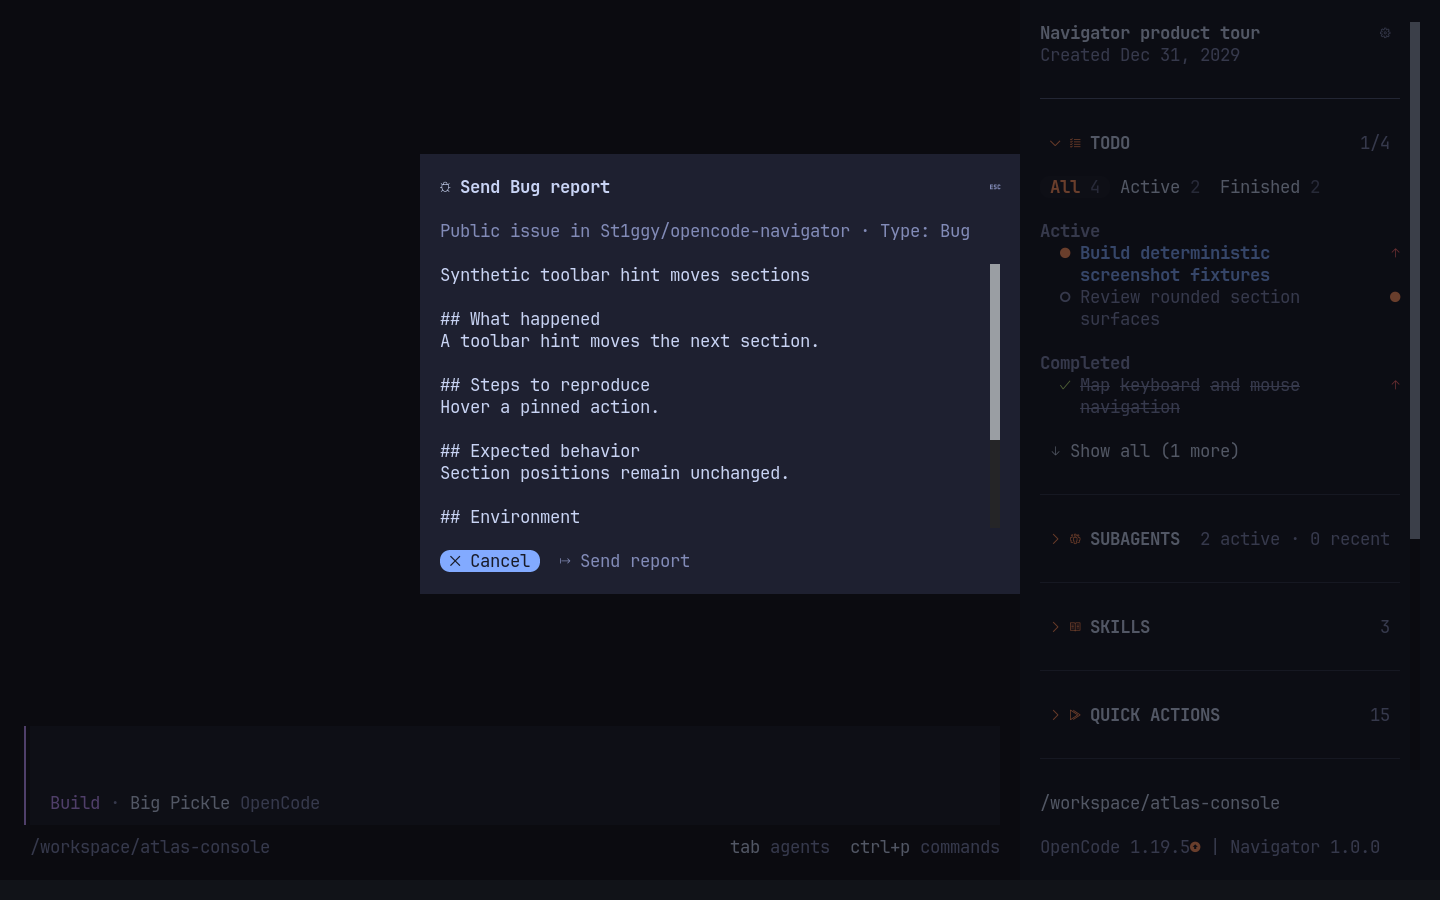 Navigator product tour
Created Dec 31, 2029
TODO 1/4
All 4 Active 2 Finished 2
Active
Build deterministic
screenshot fixtures
Review rounded section
surfaces
Completed
Map keyboard and mouse
navigation
↓ Show all (1 more)
SUBAGENTS 2 active · 0 recent
SKILLS 3
QUICK ACTIONS 15
/workspace/atlas-console
OpenCode 1.19.5 | Navigator 1.0.0
Send Bug report ESC
Public issue in St1ggy/opencode-navigator · Type: Bug
Synthetic toolbar hint moves sections
## What happened
A toolbar hint moves the next section.
## Steps to reproduce
Hover a pinned action.
## Expected behavior
Section positions remain unchanged.
## Environment
Cancel ↦ Send report
Build · Big Pickle OpenCode
/workspace/atlas-console tab agents ctrl+p commands